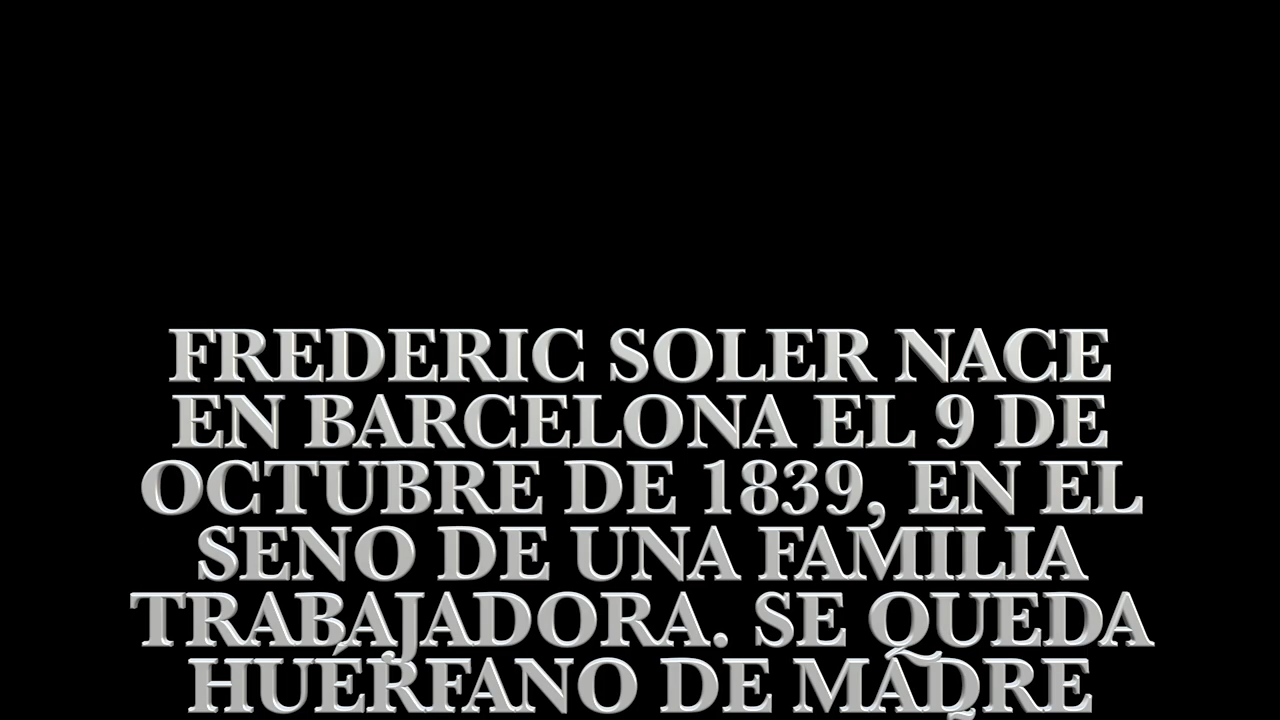 FREDERIC SOLER NACE
EN BARCELONA EL 9 DE
OCTUBRE DE 1839, EN EL
SENO DE UNA FAMILIA
TRABAJADORA. SE QUEDA
HUÉRFANO DE MADRE